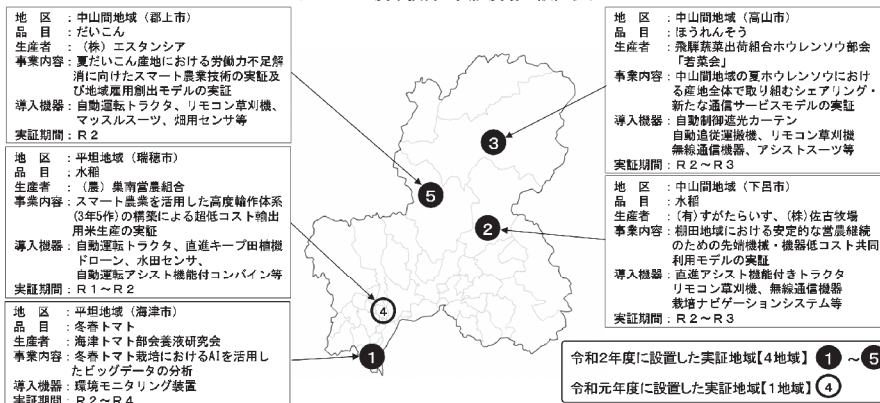 地　区　：中山間地域（郡上市）
品　目　：だいこん
生産者　：（株）エスタンシア
事業内容：夏だいこん産地における労働力不足解
消に向けたスマート農業技術の実証及
び地域雇用創出モデルの実証
導入機器：自動運転トラクタ、リモコン草刈機、
マッスルスーツ、畑用センサ等
実証期間：R２
地　区　：平坦地域（瑞穂市）
品　目　：水稲
生産者　：（農）巣南営農組合
事業内容：スマート農業を活用した高度輪作体系
(3年5作)の構築による超低コスト輸出
用米生産の実証
導入機器：自動運転トラクタ、直進キープ田植機
ドローン、水田センサ、
自動運転アシスト機能付コンバイン等
実証期間：R１～R２
地　区　：平坦地域（海津市）
品　目　：冬春トマト
生産者　：海津トマト部会養液研究会
事業内容：冬春トマト栽培におけるAIを活用し
たビッグデータの分析
導入機器：環境モニタリング装置
実証期間：R２～R４
地　区　：中山間地域（高山市）
品　目　：ほうれんそう
生産者　：飛騨蔬菜出荷組合ホウレンソウ部会
「若菜会」
事業内容：中山間地域の夏ホウレンソウにおけ
る産地全体で取り組むシェアリング・
新たな通信サービスモデルの実証
導入機器：自動制御遮光カーテン
自動追従運搬機、リモコン草刈機
無線通信機器、アシストスーツ等
実証期間：R２～R３
地　区　：中山間地域（下呂市）
品　目　：水稲
生産者　：(有)すがたらいす、(株)佐古牧場
事業内容：棚田地域における安定的な営農継続
のための先端機械・機器低コスト共同
利用モデルの実証
導入機器：直進アシスト機能付きトラクタ
リモコン草刈機、無線通信機器
栽培ナビゲーションシステム等
実証期間：R２～R３
3
5
2
4
1
令和2年度に設置した実証地域【4地域】 1 ～ 5
令和元年度に設置した実証地域【1地域】 4